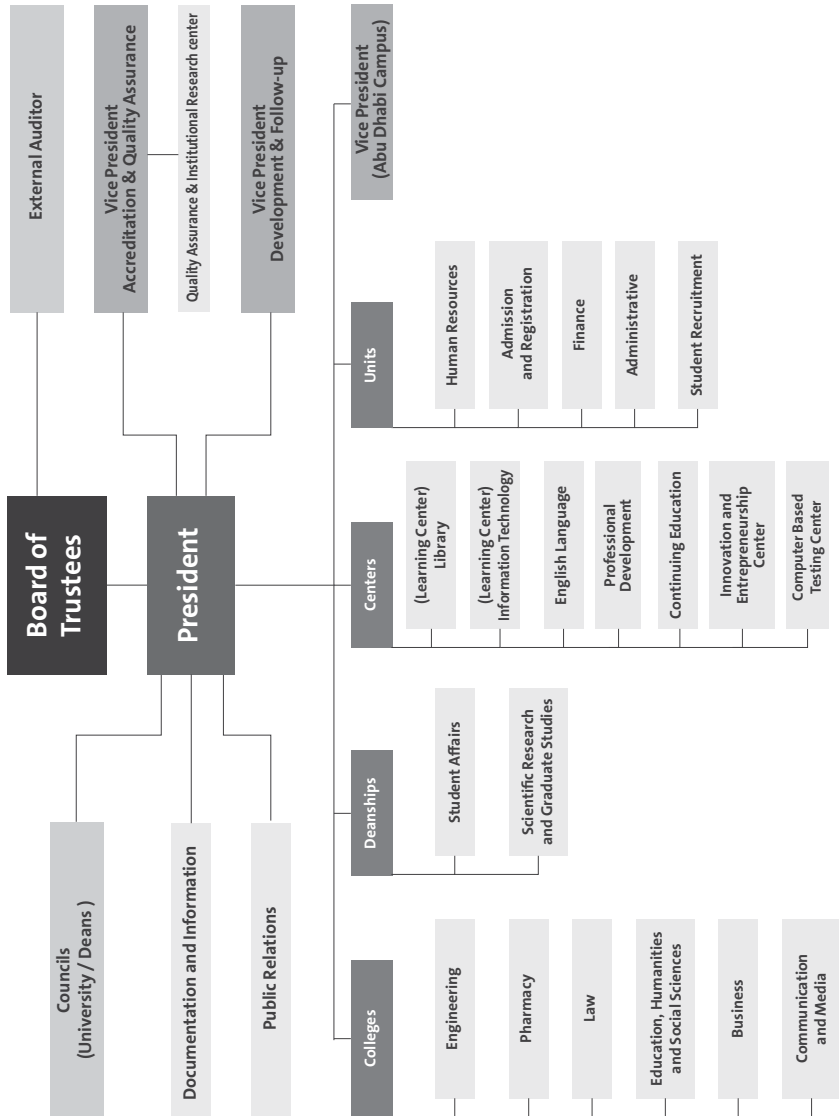 Board of
Trustees
External Auditor
President
Councils
(University / Deans )
Documentation and Information
Public Relations
Vice President
Accreditation & Quality Assurance
Quality Assurance & Institutional Research center
Vice President
Development & Follow-up
Colleges
Engineering
Pharmacy
Law
Education, Humanities
and Social Sciences
Business
Communication
and Media
Deanships
Student Affairs
Scientific Research
and Graduate Studies
Centers
(Learning Center)
Library
(Learning Center)
Information Technology
English Language
Professional
Development
Continuing Education
Innovation and
Entrepreneurship
Center
Computer Based
Testing Center
Units
Human Resources
Admission
and Registration
Finance
Administrative
Student Recruitment
Vice President
(Abu Dhabi Campus)